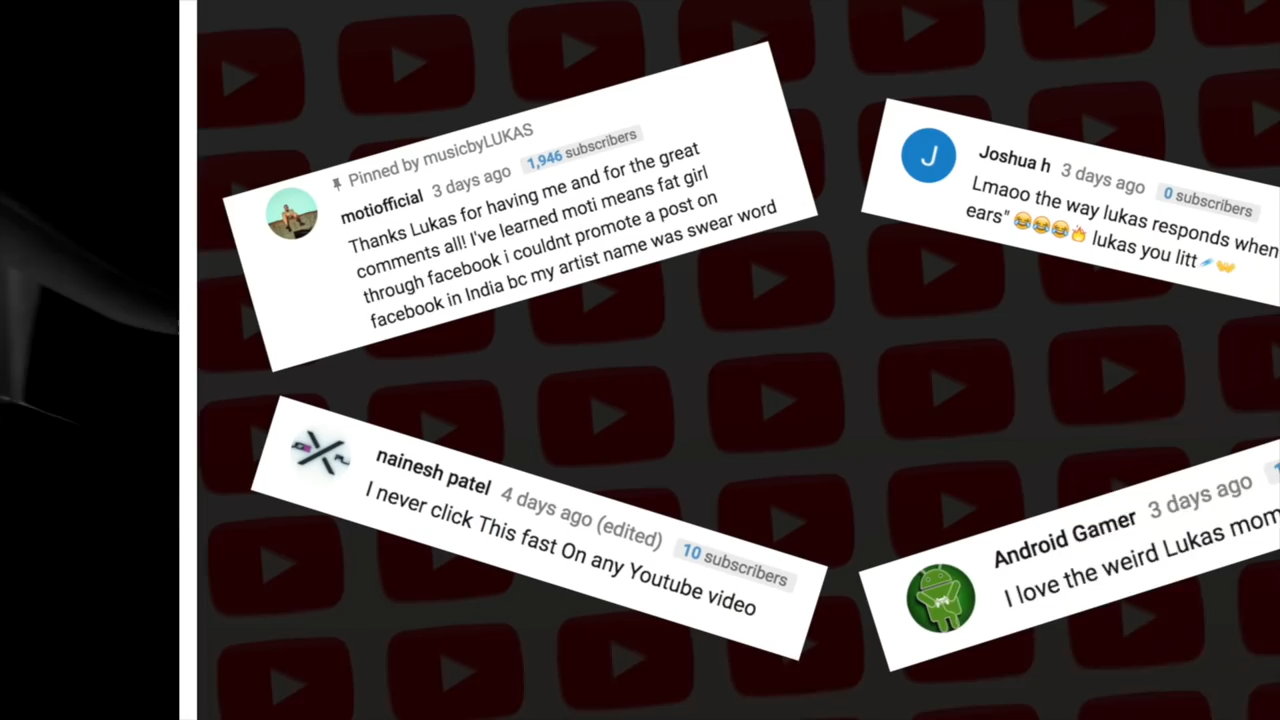 Pinned by musicbyLUKAS
motiofficial 3 days ago 1,946 subscribers
Thanks Lukas for having me and for the great
comments all! I've learned moti means fat girl
through facebook i couldnt promote a post on
facebook in India bc my artist name was swear word
J
Joshua h 3 days ago 0 subscribers
Lmaoo the way lukas responds when
ears" 😂😂😂🔥 lukas you litt
nainesh patel 4 days ago (edited) 10 subscribers
I never click This fast On any Youtube video
Android Gamer 3 days ago
I love the weird Lukas